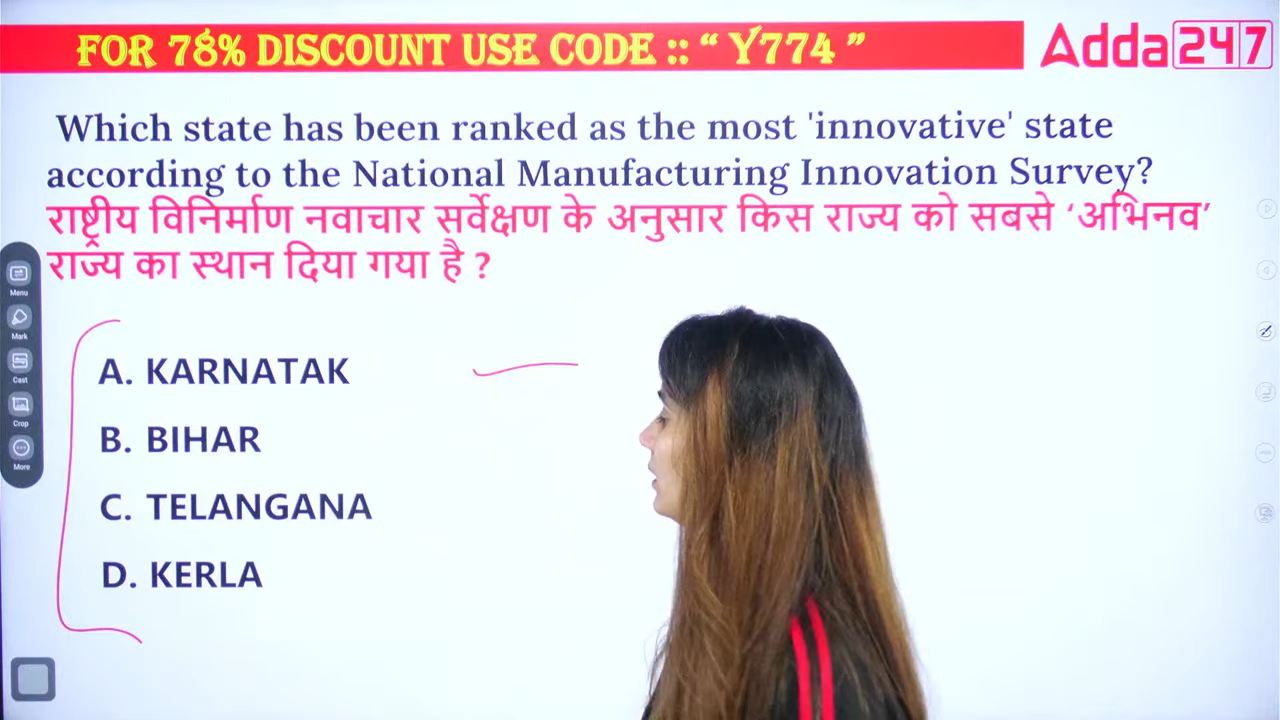 FOR 78% DISCOUNT USE CODE :: “ Y774 ”
Adda247
Which state has been ranked as the most 'innovative' state
according to the National Manufacturing Innovation Survey?
राष्ट्रीय विनिर्माण नवाचार सर्वेक्षण के अनुसार किस राज्य को सबसे ‘अभिनव’
राज्य का स्थान दिया गया है ?
Menu
Mark
Cast
Crop
More
A. KARNATAK
B. BIHAR
C. TELANGANA
D. KERLA